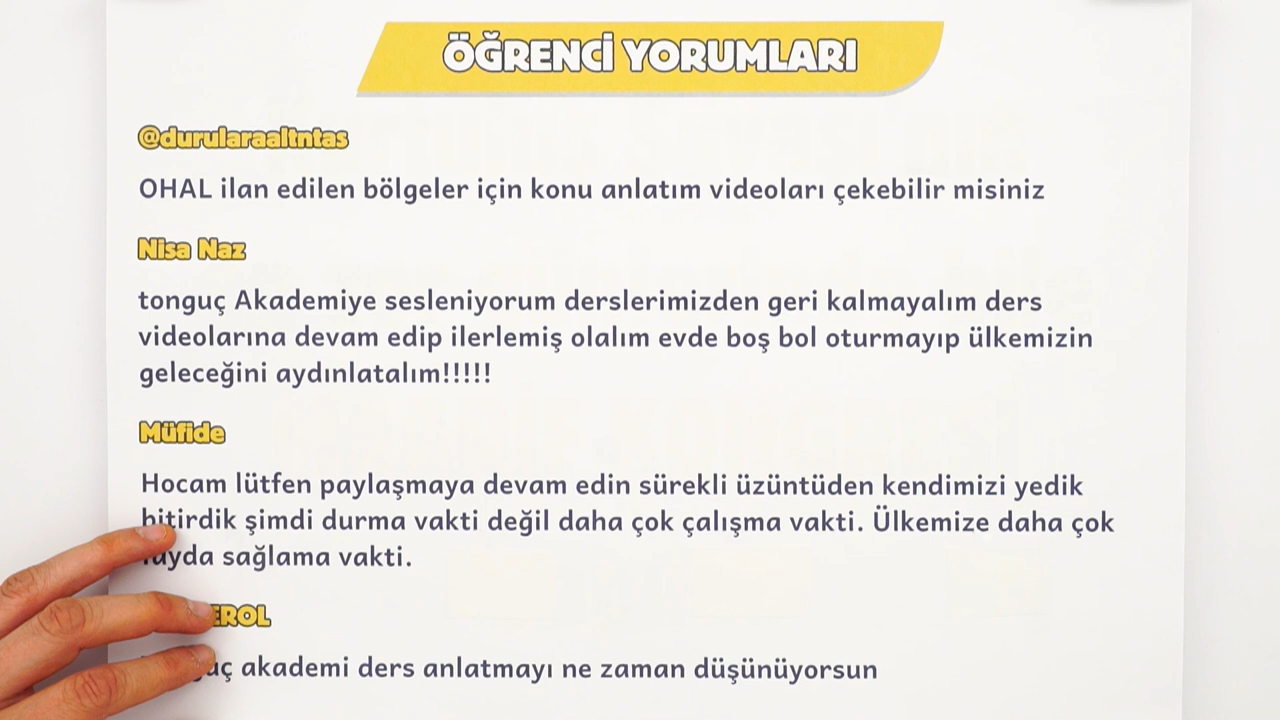 ÖĞRENCİ YORUMLARI
@durularaaltntas
OHAL ilan edilen bölgeler için konu anlatım videoları çekebilir misiniz
Nisa Naz
tonguç Akademiye sesleniyorum derslerimizden geri kalmayalım ders
videolarına devam edip ilerlemiş olalım evde boş bol oturmayıp ülkemizin
geleceğini aydınlatalım!!!!!
Müfide
Hocam lütfen paylaşmaya devam edin sürekli üzüntüden kendimizi yedik
bitirdik şimdi durma vakti değil daha çok çalışma vakti. Ülkemize daha çok
fayda sağlama vakti.
EROL
akademi ders anlatmayı ne zaman düşünüyorsun